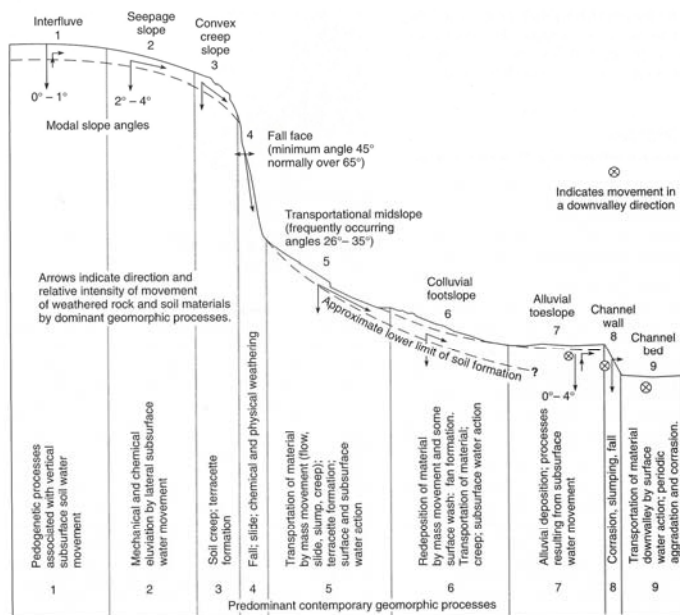 Interfluve
1
Seepage
slope
2
Convex
creep
slope
3
0° – 1°
2° – 4°
Modal slope angles
4
Fall face
(minimum angle 45°
normally over 65°)
Indicates movement in
a downvalley direction
Transportational midslope
(frequently occurring
angles 26°– 35°)
5
Arrows indicate direction and
relative intensity of movement
of weathered rock and soil materials
by dominant geomorphic processes.
Colluvial
footslope
6
Alluvial
toeslope
7
Channel
wall
8
Channel
bed
9
Approximate lower limit of soil formation
?
0° – 4°
Pedogenetic processes
associated with vertical
subsurface soil water
movement
Mechanical and chemical
eluviation by lateral subsurface
water movement
Soil creep; terracette
formation
Fall; slide; chemical and physical weathering
Transportation of material
by mass movement (flow,
slide, slump, creep);
terracette formation;
surface and subsurface
water action
Redeposition of material
by mass movement and some
surface wash: fan formation.
Transportation of material;
creep; subsurface water action
Alluvial deposition; processes
resulting from subsurface
water movement
Corrasion, slumping, fall
Transportation of material
downvalley by surface
water action; periodic
aggradation and corrasion.
1
2
3
4
5
6
7
8
9
Predominant contemporary geomorphic processes